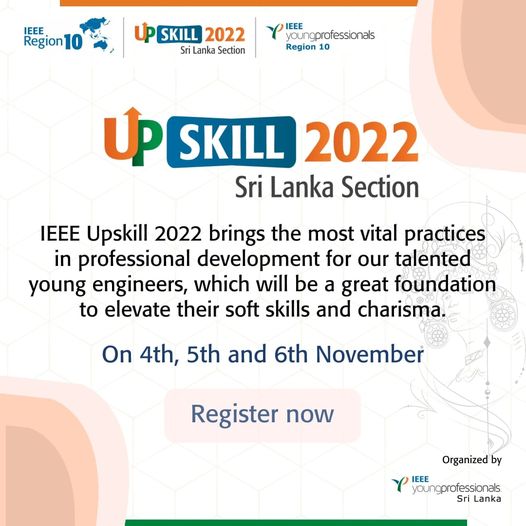 IEEE
Region 10
UPSKILL 2022
Sri Lanka Section
IEEE
youngprofessionals
Region 10
UPSKILL 2022
Sri Lanka Section
IEEE Upskill 2022 brings the most vital practices
in professional development for our talented
young engineers, which will be a great foundation
to elevate their soft skills and charisma.
On 4th, 5th and 6th November
Register now
Organized by
IEEE
youngprofessionals
Sri Lanka